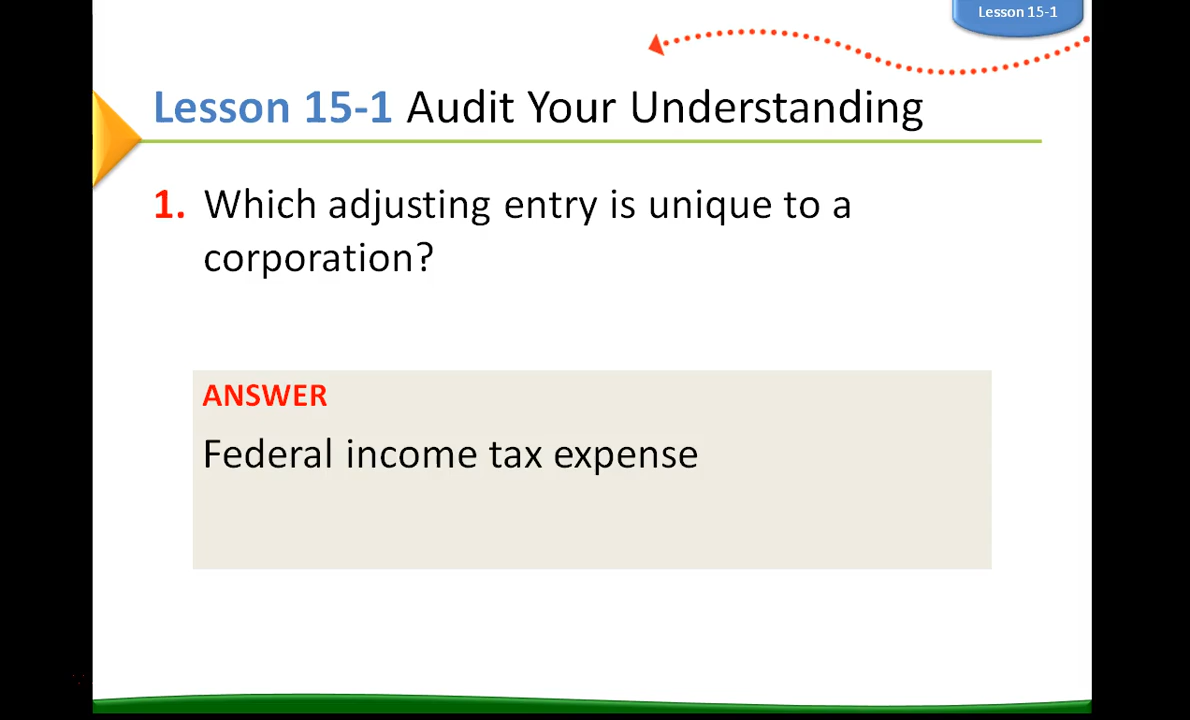 Lesson 15-1
Lesson 15-1 Audit Your Understanding
1. Which adjusting entry is unique to a
corporation?
ANSWER
Federal income tax expense